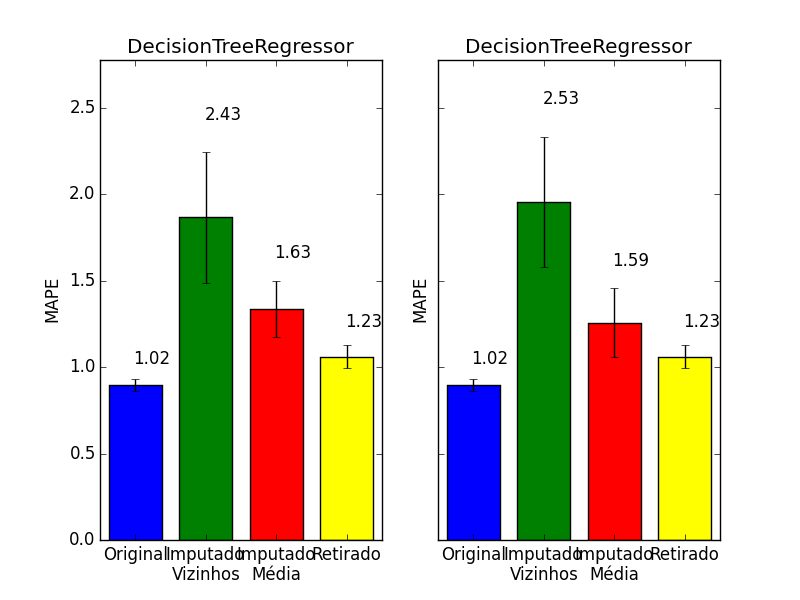 DecisionTreeRegressor
MAPE
2.5
2.0
1.5
1.0
0.5
0.0
2.43
1.63
1.23
1.02
Original Imputado Imputado Retirado
Vizinhos Média
DecisionTreeRegressor
MAPE
2.53
1.59
1.23
1.02
Original Imputado Imputado Retirado
Vizinhos Média